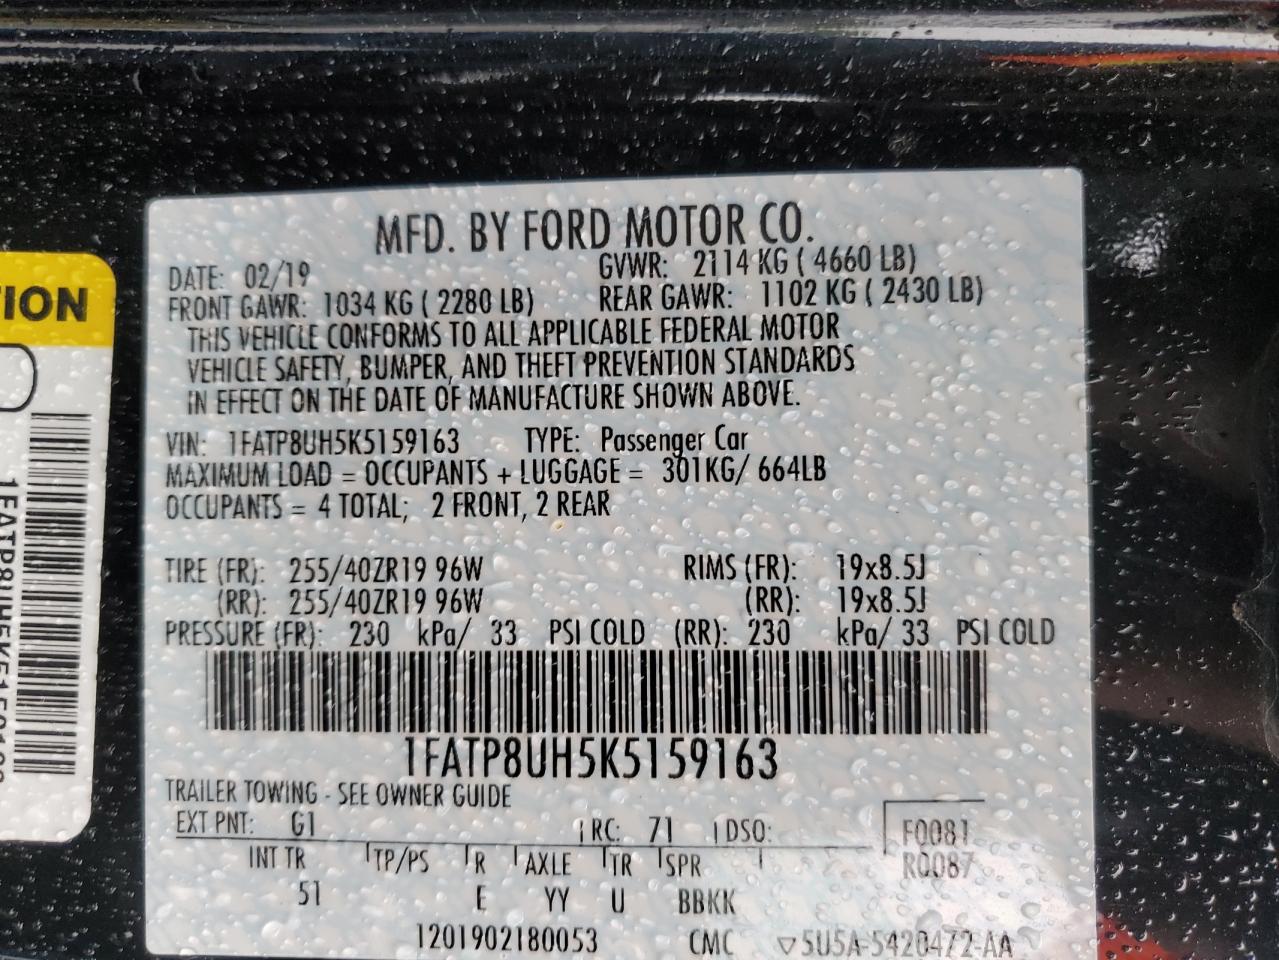 MFD. BY FORD MOTOR CO.
DATE: 02/19 GVWR: 2114 KG ( 4660 LB)
FRONT GAWR: 1034 KG ( 2280 LB) REAR GAWR: 1102 KG ( 2430 LB)
THIS VEHICLE CONFORMS TO ALL APPLICABLE FEDERAL MOTOR
VEHICLE SAFETY, BUMPER, AND THEFT PREVENTION STANDARDS
IN EFFECT ON THE DATE OF MANUFACTURE SHOWN ABOVE.
VIN: 1FATP8UH5K5159163 TYPE: Passenger Car
MAXIMUM LOAD = OCCUPANTS + LUGGAGE = 301KG/ 664LB
OCCUPANTS = 4 TOTAL; 2 FRONT, 2 REAR
TIRE (FR): 255/40ZR19 96W RIMS (FR): 19x8.5J
(RR): 255/40ZR19 96W (RR): 19x8.5J
PRESSURE (FR): 230 kPa/ 33 PSI COLD (RR): 230 kPa/ 33 PSI COLD
1FATP8UH5K5159163
TRAILER TOWING - SEE OWNER GUIDE
EXT PNT: G1 RC: 71 DSO: F0081
R0087
INT TR TP/PS R AXLE TR SPR
51 E YY U BBKK
1201902180053 CMC ▽5U5A-5420472-AA
TION